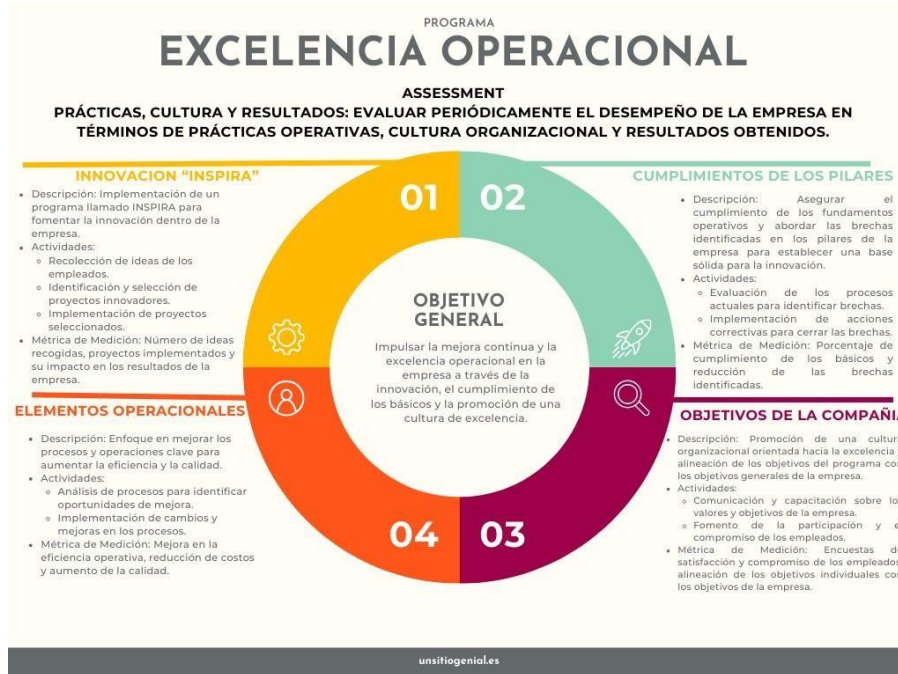 PROGRAMA
EXCELENCIA OPERACIONAL
ASSESSMENT
PRÁCTICAS, CULTURA Y RESULTADOS: EVALUAR PERIÓDICAMENTE EL DESEMPEÑO DE LA EMPRESA EN
TÉRMINOS DE PRÁCTICAS OPERATIVAS, CULTURA ORGANIZACIONAL Y RESULTADOS OBTENIDOS.
INNOVACION “INSPIRA”
• Descripción: Implementación de un
programa llamado INSPIRA para
fomentar la innovación dentro de la
empresa.
• Actividades:
◦ Recolección de ideas de los
empleados.
◦ Identificación y selección de
proyectos innovadores.
◦ Implementación de proyectos
seleccionados.
• Métrica de Medición: Número de ideas
recogidas, proyectos implementados y
su impacto en los resultados de la
empresa.
01
02
CUMPLIMIENTOS DE LOS PILARES
• Descripción: Asegurar el
cumplimiento de los fundamentos
operativos y abordar las brechas
identificadas en los pilares de la
empresa para establecer una base
sólida para la innovación.
• Actividades:
◦ Evaluación de los procesos
actuales para identificar brechas.
◦ Implementación de acciones
correctivas para cerrar las brechas.
• Métrica de Medición: Porcentaje de
cumplimiento de los básicos y
reducción de las brechas
identificadas.
OBJETIVO
GENERAL
Impulsar la mejora continua y la
excelencia operacional en la
empresa a través de la
innovación, el cumplimiento de
los básicos y la promoción de una
cultura de excelencia.
ELEMENTOS OPERACIONALES
• Descripción: Enfoque en mejorar los
procesos y operaciones clave para
aumentar la eficiencia y la calidad.
• Actividades:
◦ Análisis de procesos para identificar
oportunidades de mejora.
◦ Implementación de cambios y
mejoras en los procesos.
• Métrica de Medición: Mejora en la
eficiencia operativa, reducción de costos
y aumento de la calidad.
04
03
OBJETIVOS DE LA
• Descripción: Promoción de una
organizacional orientada hacia la excelencia
alineación de los objetivos del programa
los objetivos generales de la empresa.
• Actividades:
◦ Comunicación y capacitación sobre
valores y objetivos de la empresa.
◦ Fomento de la participación y
compromiso de los empleados.
• Métrica de Medición: Encuestas
satisfacción y compromiso de los empleados
alineación de los objetivos individuales
los objetivos de la empresa.
unsitiogenial.es